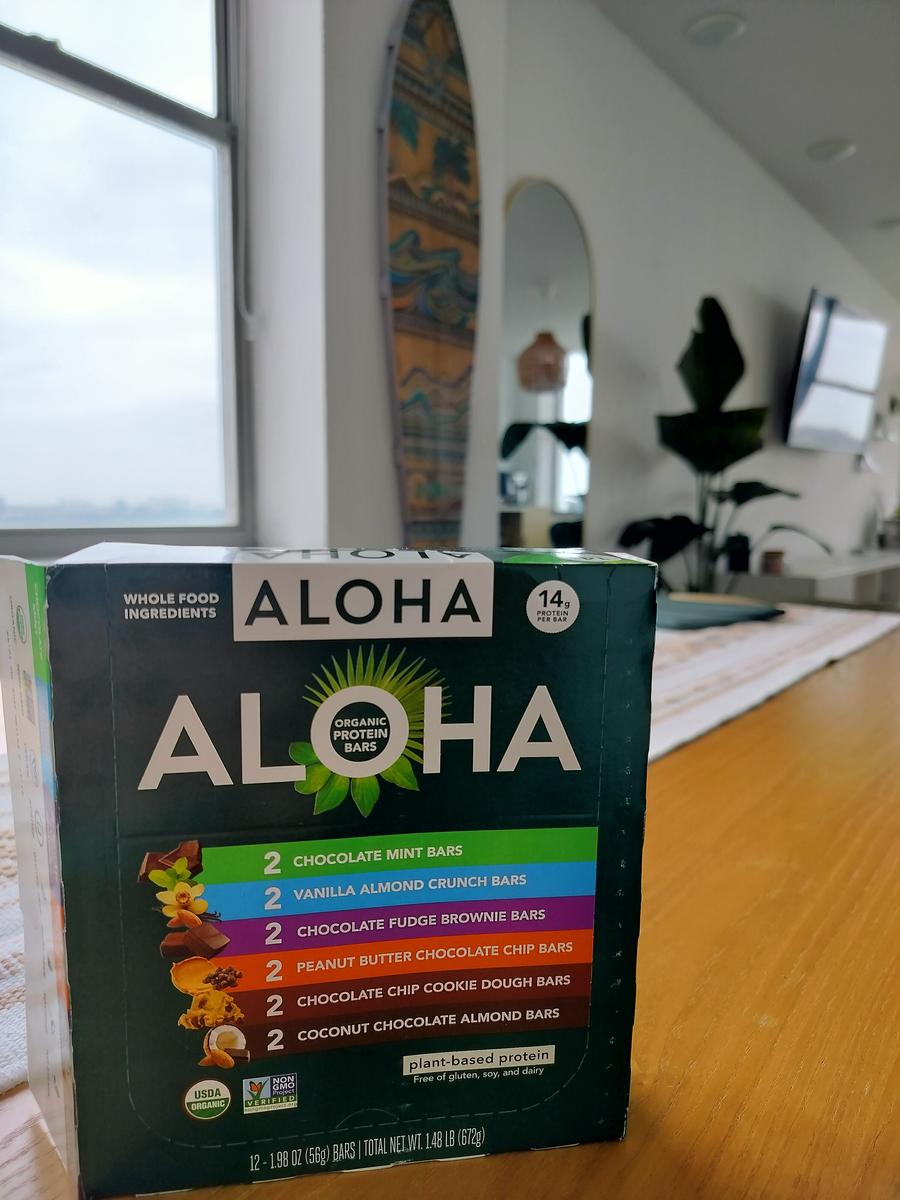 WHOLE FOOD
INGREDIENTS
ALOHA
14g
PROTEIN
PER BAR
ALOHA
ORGANIC
PROTEIN
BARS
2 CHOCOLATE MINT BARS
2 VANILLA ALMOND CRUNCH BARS
2 CHOCOLATE FUDGE BROWNIE BARS
2 PEANUT BUTTER CHOCOLATE CHIP BARS
2 CHOCOLATE CHIP COOKIE DOUGH BARS
2 COCONUT CHOCOLATE ALMOND BARS
plant-based protein
Free of gluten, soy, and dairy
USDA
ORGANIC
NON
GMO
Project
VERIFIED
nongmoproject.org
12 - 1.98 OZ (56g) BARS | TOTAL NET WT. 1.48 LB (672g)